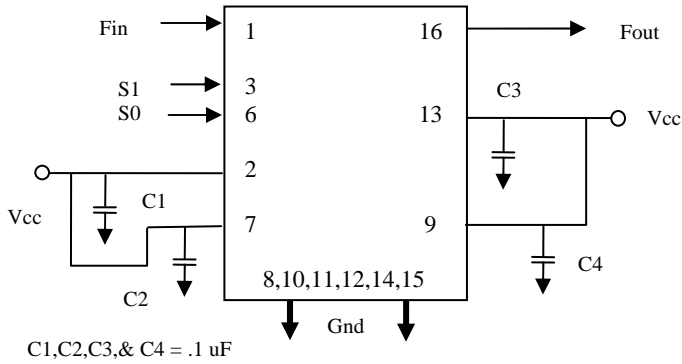 Fin 1 16 Fout
S1 3 C3
S0 6 13 Vcc
2
C1
Vcc 7 9
C4
C2 8,10,11,12,14,15
Gnd
C1,C2,C3,& C4 = .1 uF